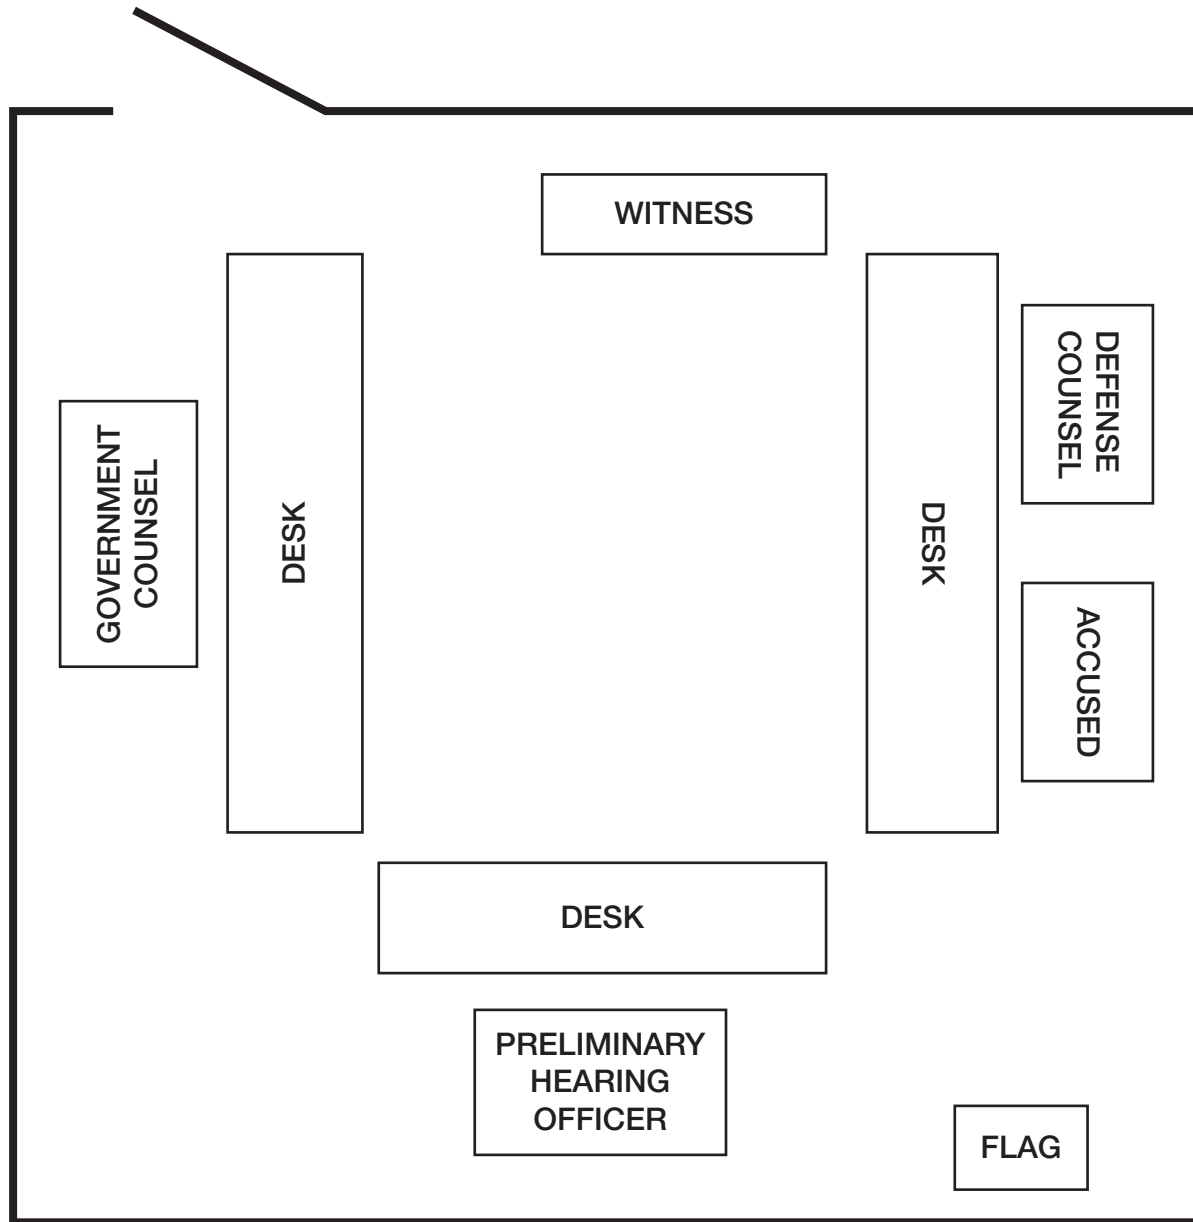 WITNESS
GOVERNMENT
COUNSEL
DESK
DESK
DEFENSE
COUNSEL
ACCUSED
DESK
PRELIMINARY
HEARING
OFFICER
FLAG